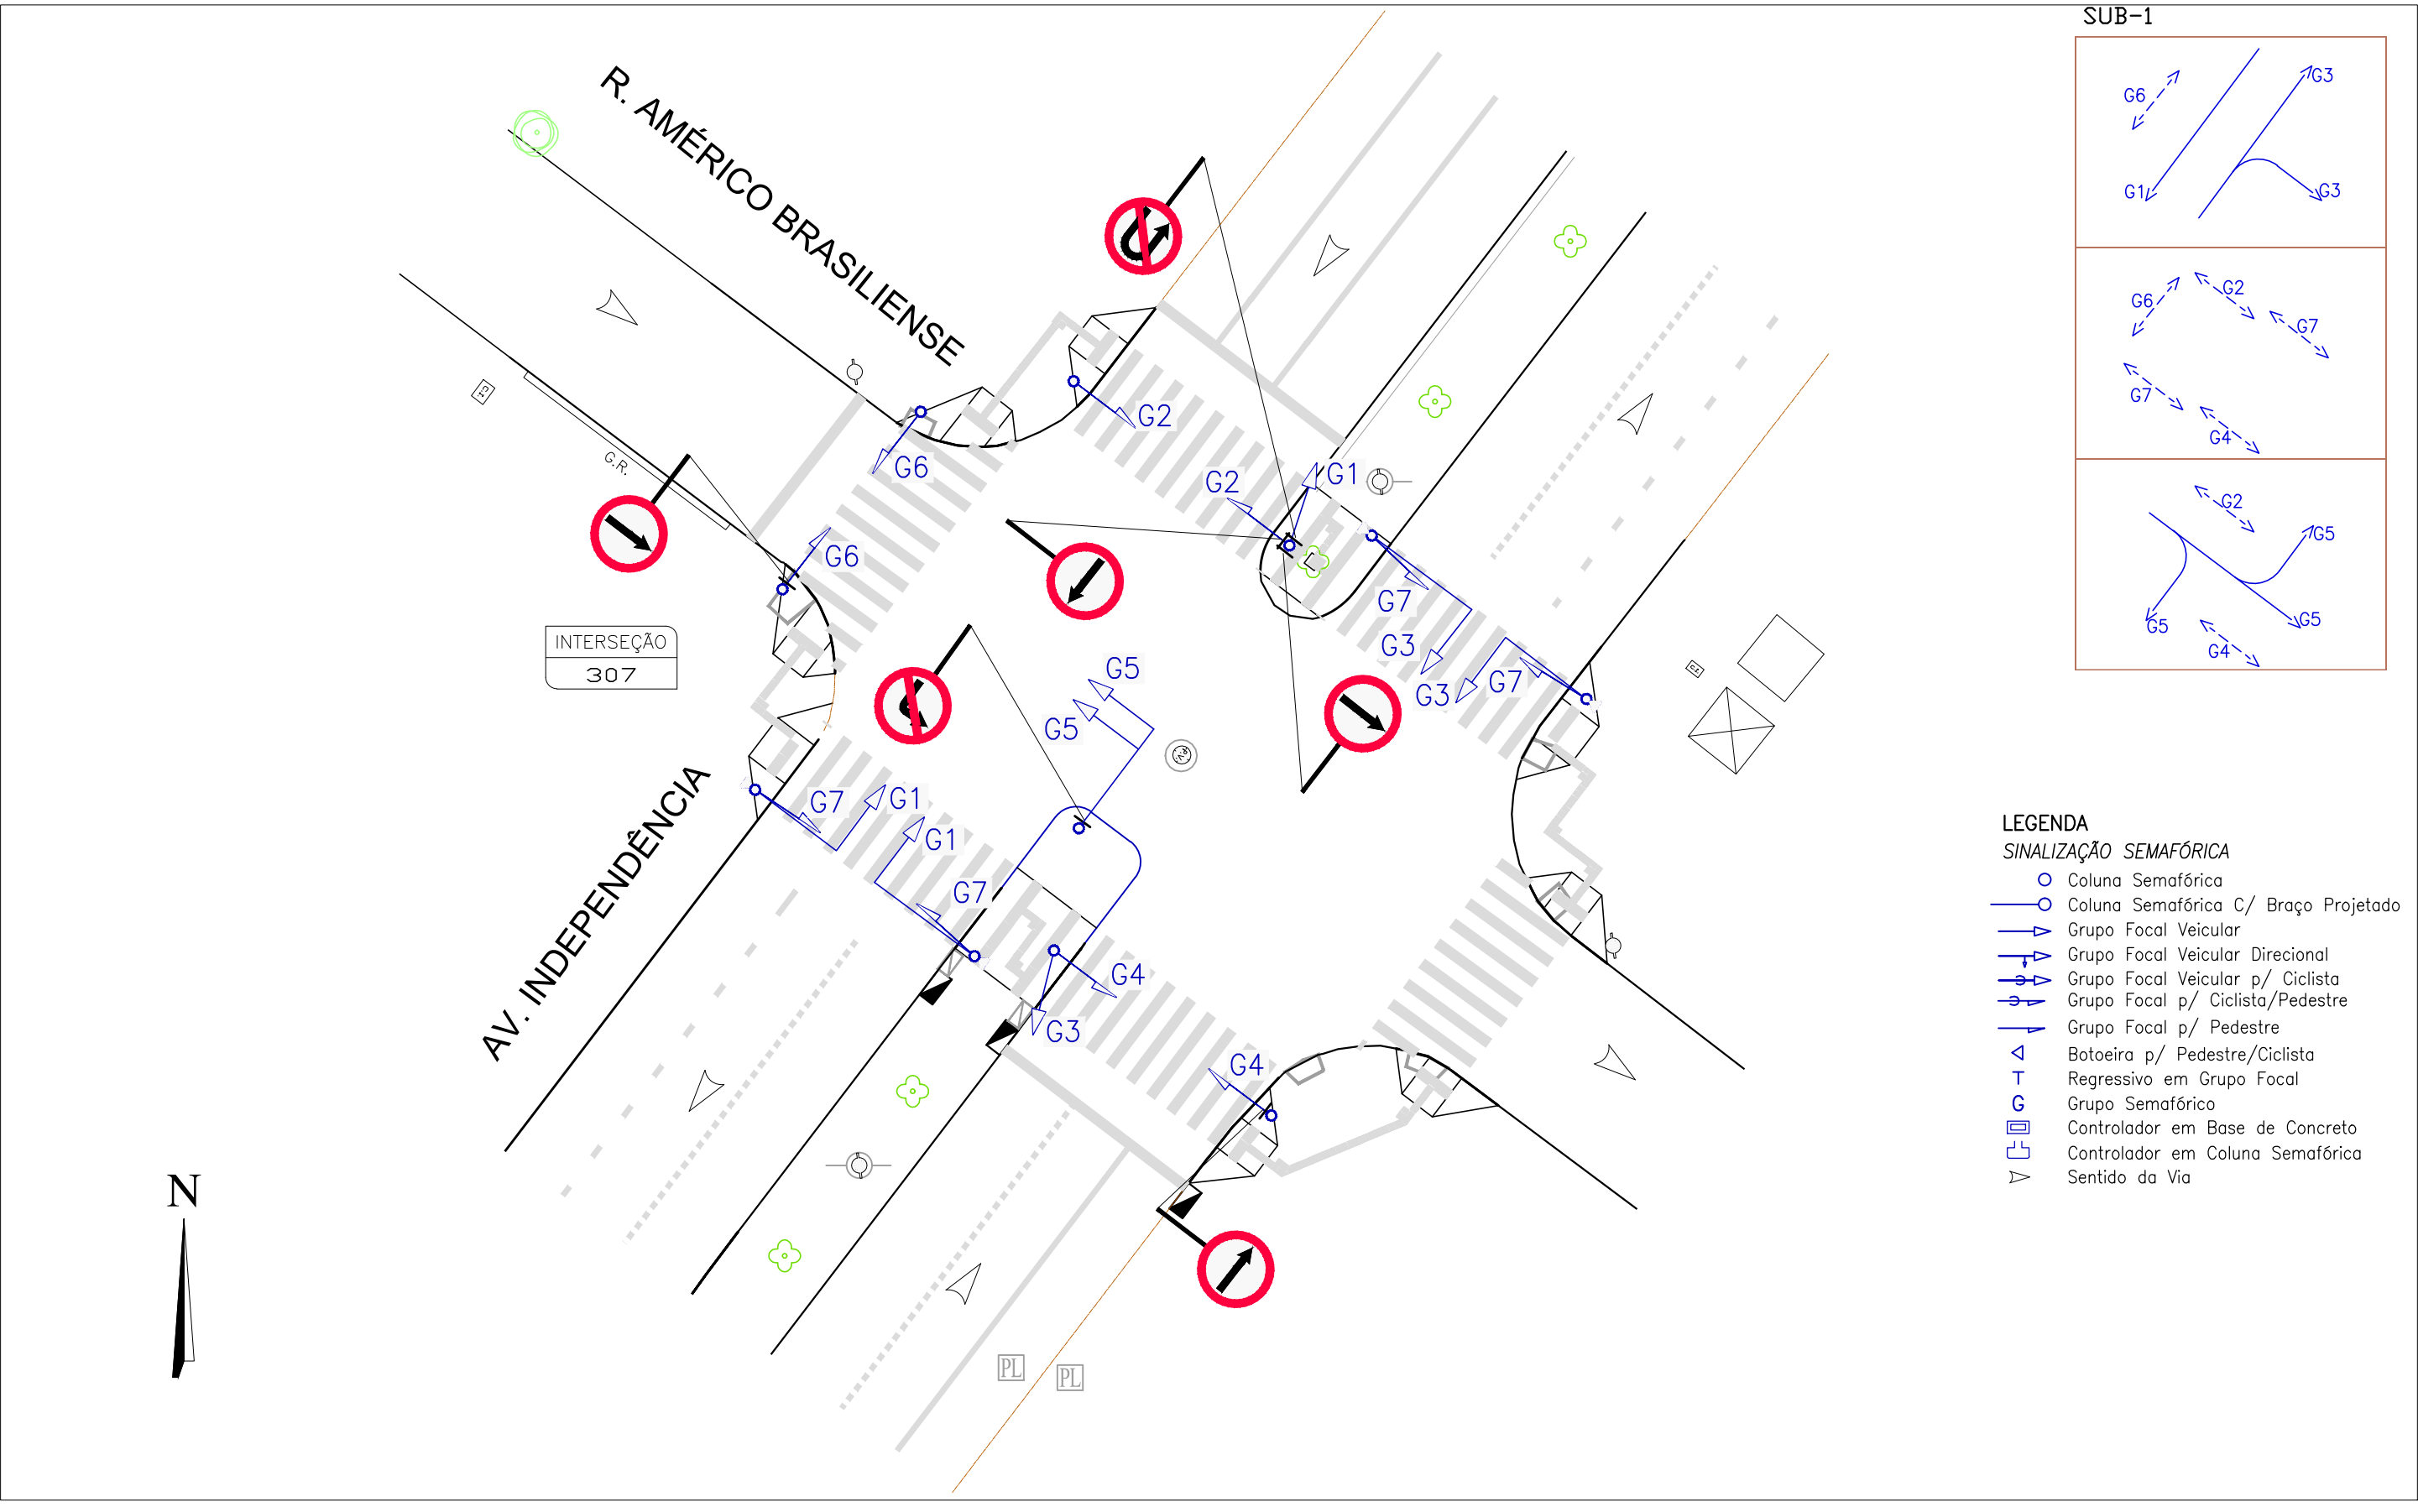 SUB-1
G3
G6
G1
G3
R. AMÉRICO BRASILIENSE
G6
G2
G7
G7
G4
G2
G5
G5
G5
G4
G2
G6
G.R.
G2
G1
G6
G7
G3
G3
G7
INTERSEÇÃO
307
G5
G5
P.V.
G7
G1
G1
G7
G4
G3
G4
AV. INDEPENDÊNCIA
LEGENDA
SINALIZAÇÃO SEMAFÓRICA
Coluna Semafórica
Coluna Semafórica C/ Braço Projetado
Grupo Focal Veicular
Grupo Focal Veicular Direcional
Grupo Focal Veicular p/ Ciclista
Grupo Focal p/ Ciclista/Pedestre
Grupo Focal p/ Pedestre
Botoeira p/ Pedestre/Ciclista
T Regressivo em Grupo Focal
G Grupo Semafórico
Controlador em Base de Concreto
Controlador em Coluna Semafórica
Sentido da Via
N
PL
PL